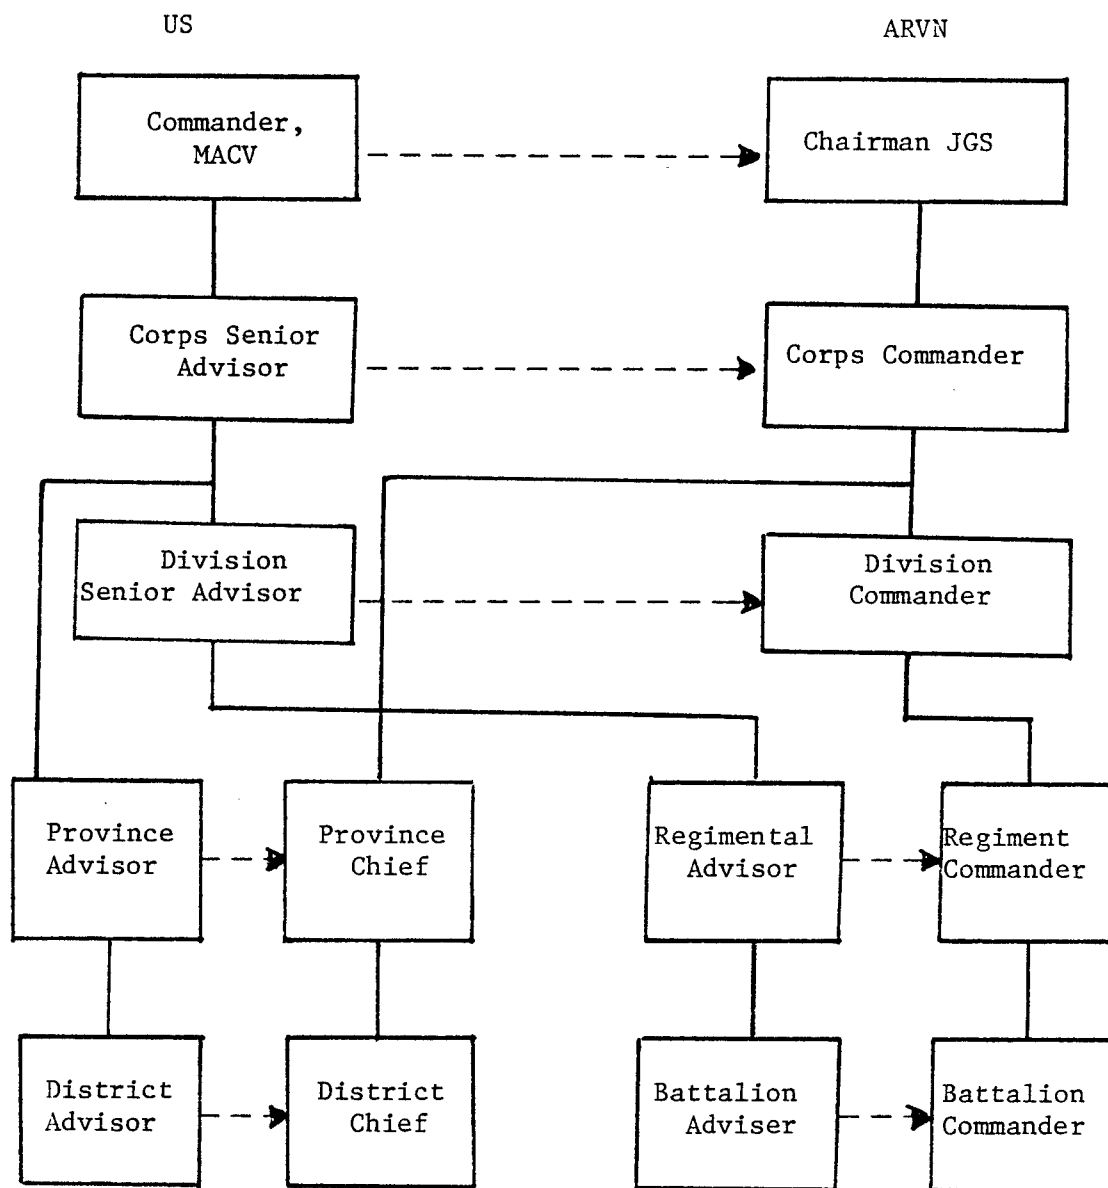 US
ARVN
Commander,
MACV
Chairman JGS
Corps Senior
Advisor
Corps Commander
Division
Senior Advisor
Division
Commander
Province
Advisor
Province
Chief
Regimental
Advisor
Regiment
Commander
District
Advisor
District
Chief
Battalion
Adviser
Battalion
Commander